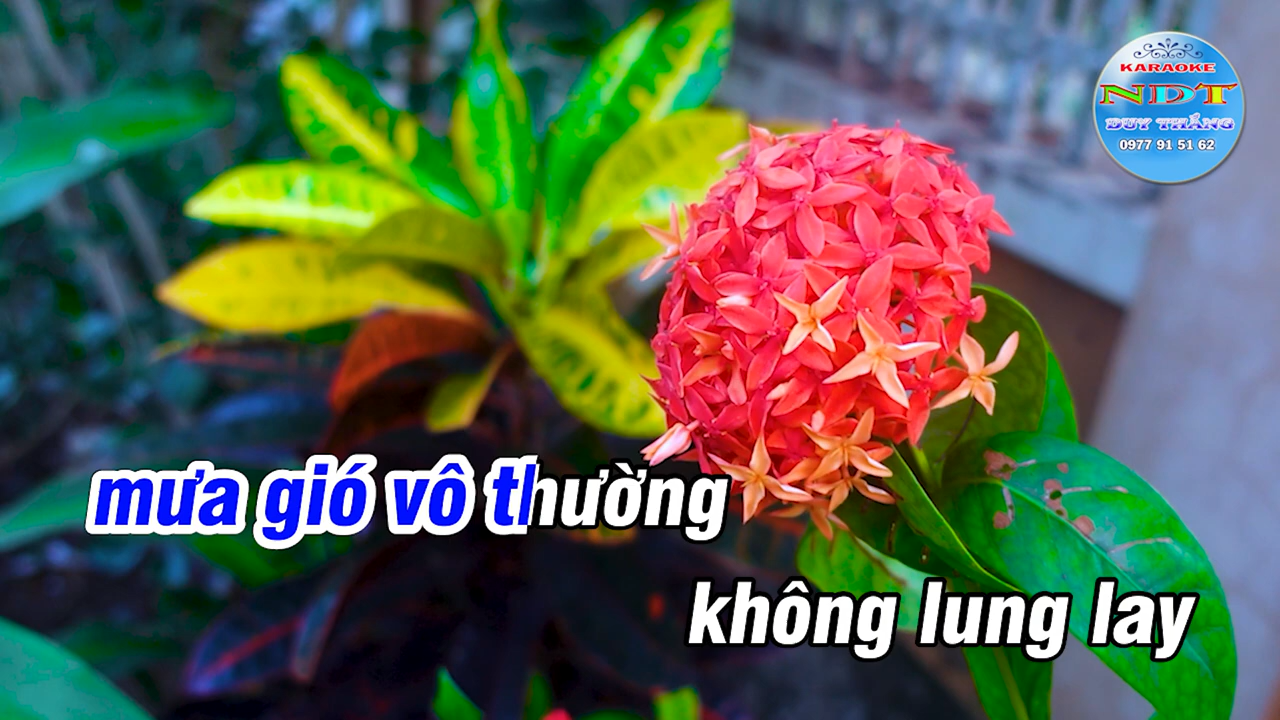 KARAOKE
NDT
DUY THẮNG
0977 91 51 62
mưa gió vô thường
không lung lay